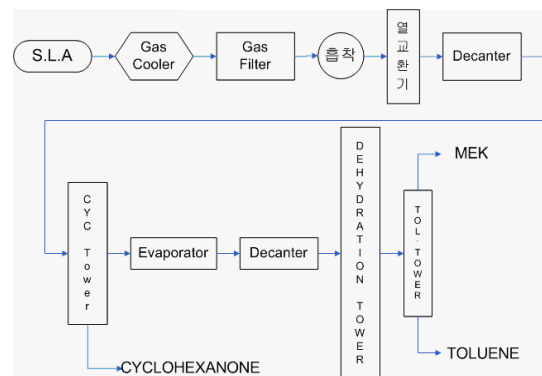 S.L.A
Gas
Cooler
Gas
Filter
흡착
열교환기
Decanter
CYC Tower
Evaporator
Decanter
DEHYDRATION TOWER
TOL·TOWER
MEK
TOLUENE
CYCLOHEXANONE